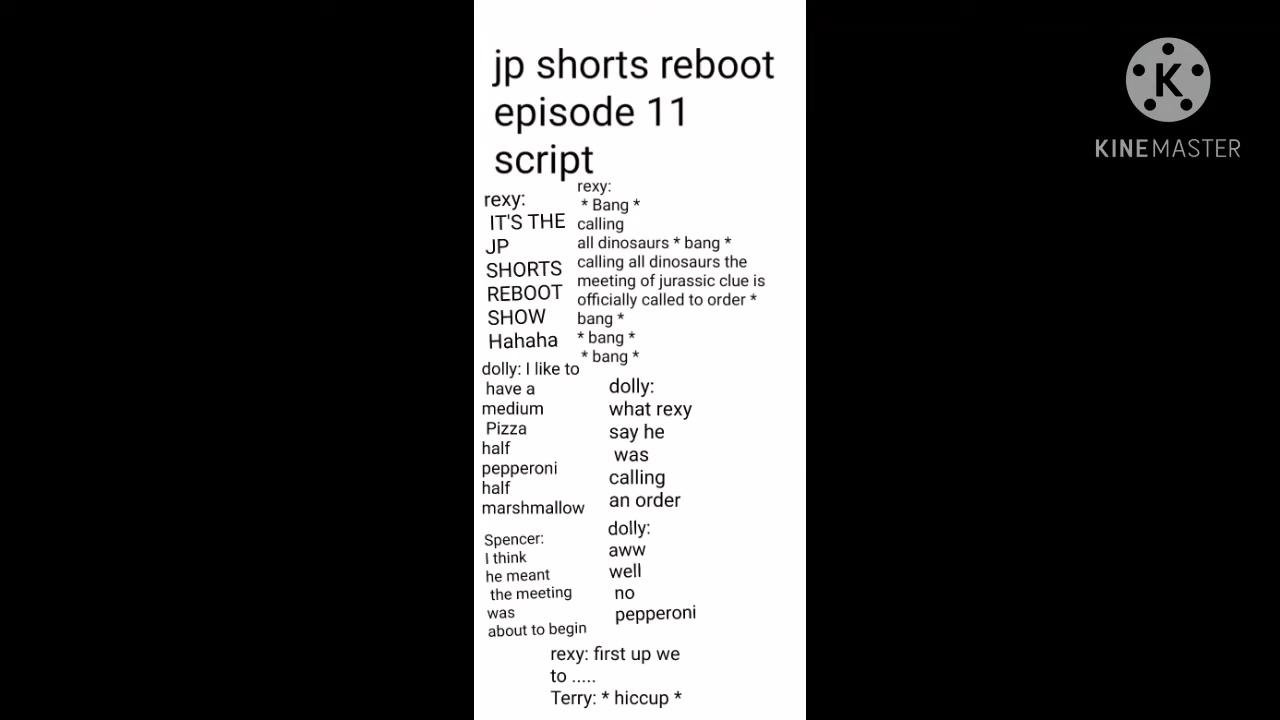 jp shorts reboot
episode 11
script
rexy:
IT'S THE
JP
SHORTS
REBOOT
SHOW
Hahaha
rexy:
* Bang *
calling
all dinosaurs * bang *
calling all dinosaurs the
meeting of jurassic clue is
officially called to order *
bang *
* bang *
* bang *
dolly: I like to
have a
medium
Pizza
half
pepperoni
half
marshmallow
dolly:
what rexy
say he
was
calling
an order
Spencer:
I think
he meant
the meeting
was
about to begin
dolly:
aww
well
no
pepperoni
rexy: first up we
to .....
Terry: * hiccup *
K
KINEMASTER